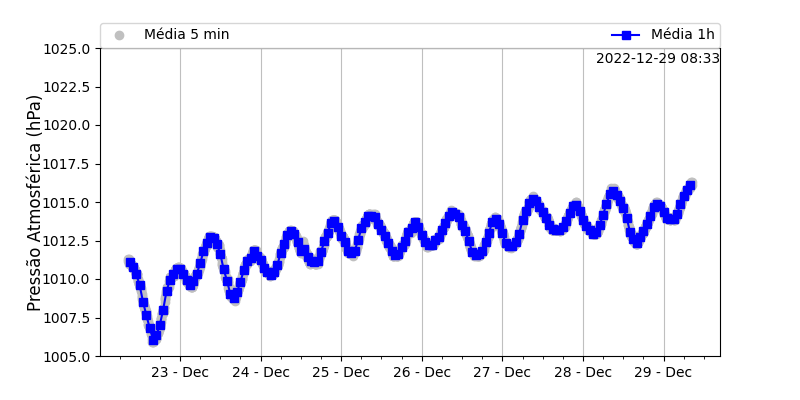 Média 5 min
Média 1h
2022-12-29 08:33
Pressão Atmosférica (hPa)
1025.0
1022.5
1020.0
1017.5
1015.0
1012.5
1010.0
1007.5
1005.0
23 - Dec
24 - Dec
25 - Dec
26 - Dec
27 - Dec
28 - Dec
29 - Dec